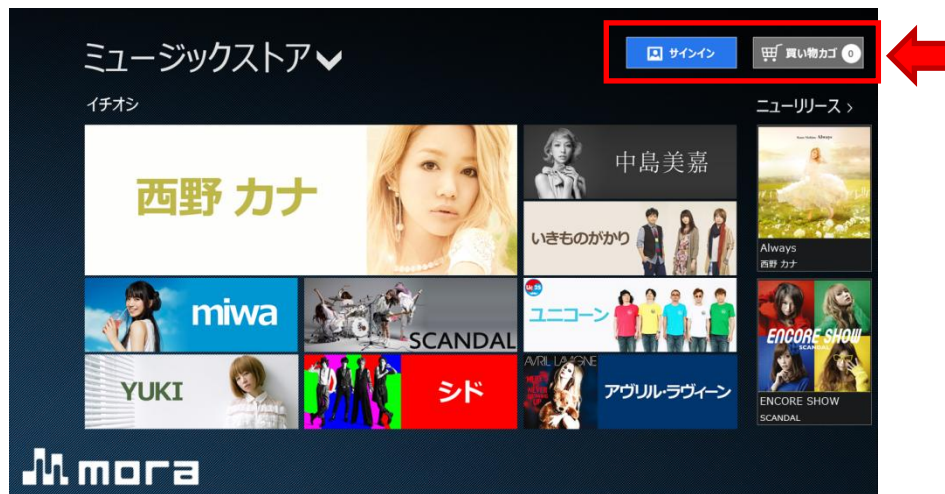 ミュージックストア
サインイン
買い物カゴ 0
イチオシ
ニューリリース >
西野 カナ
中島美嘉
いきものがかり
Always
西野 カナ
miwa
SCANDAL
UC 25
ユニコーン
ENCORE SHOW
SCANDAL
YUKI
シド
AVRIL LAVIGNE
アヴリル・ラヴィーン
ENCORE SHOW
SCANDAL
mora